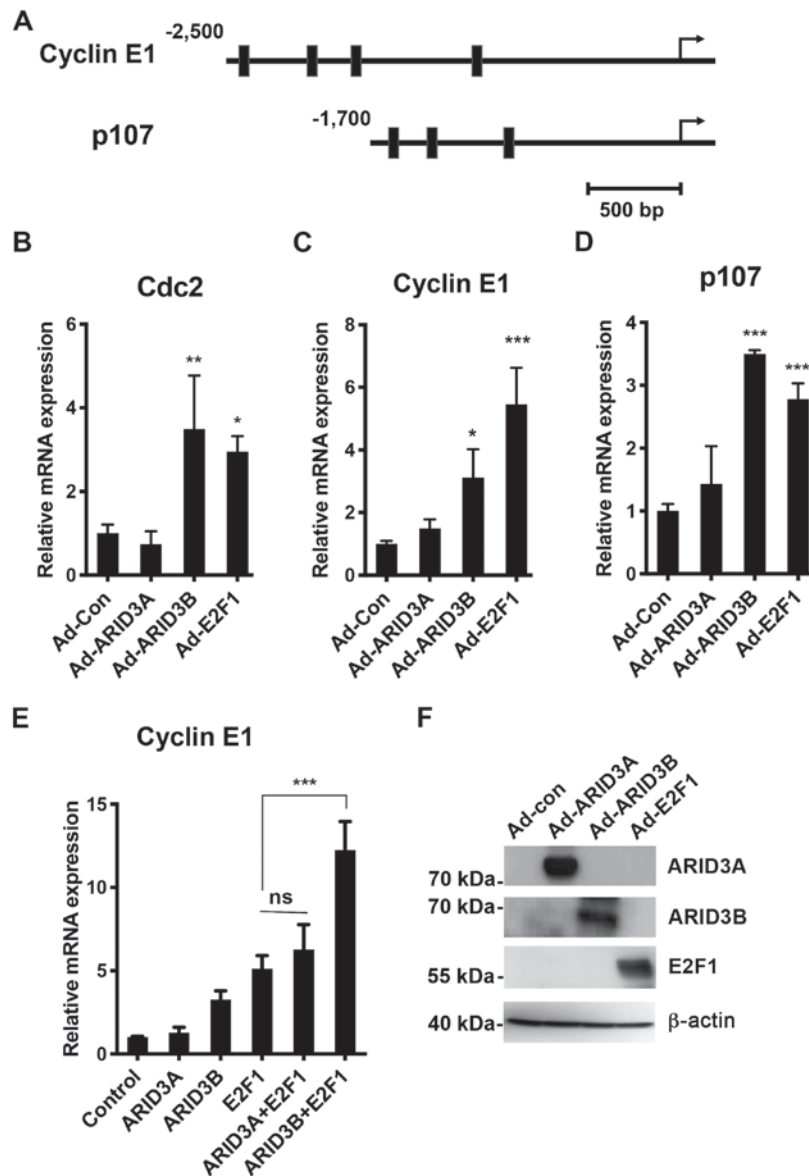 A
-2,500
Cyclin E1
-1,700
p107
500 bp
B
Cdc2
Relative mRNA expression
6
4
2
0
**
*
Ad-Con
Ad-ARID3A
Ad-ARID3B
Ad-E2F1
C
Cyclin E1
Relative mRNA expression
8
6
4
2
0
*
***
Ad-Con
Ad-ARID3A
Ad-ARID3B
Ad-E2F1
D
p107
Relative mRNA expression
4
3
2
1
0
***
***
Ad-Con
Ad-ARID3A
Ad-ARID3B
Ad-E2F1
E
Cyclin E1
Relative mRNA expression
15
10
5
0
***
ns
Control
ARID3A
ARID3B
E2F1
ARID3A+E2F1
ARID3B+E2F1
F
Ad-con
Ad-ARID3A
Ad-ARID3B
Ad-E2F1
70 kDa-
ARID3A
70 kDa-
ARID3B
55 kDa-
E2F1
40 kDa-
β-actin